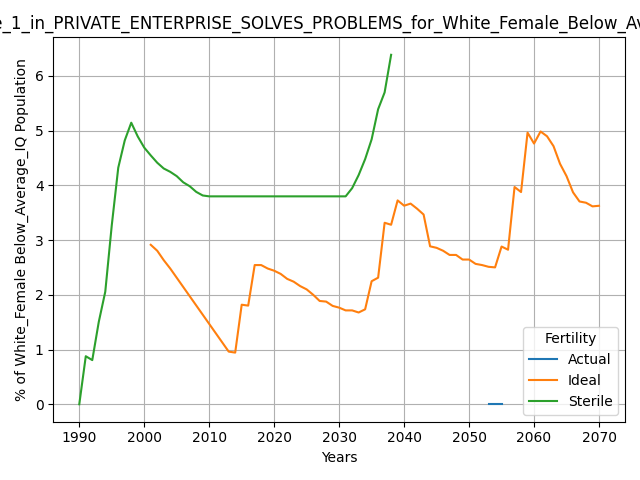 _1_in_PRIVATE_ENTERPRISE_SOLVES_PROBLEMS_for_White_Female_Below_Av
% of White_Female Below_Average_IQ Population
6
5
4
3
2
1
0
1990 2000 2010 2020 2030 2040 2050 2060 2070
Years
Fertility
Actual
Ideal
Sterile